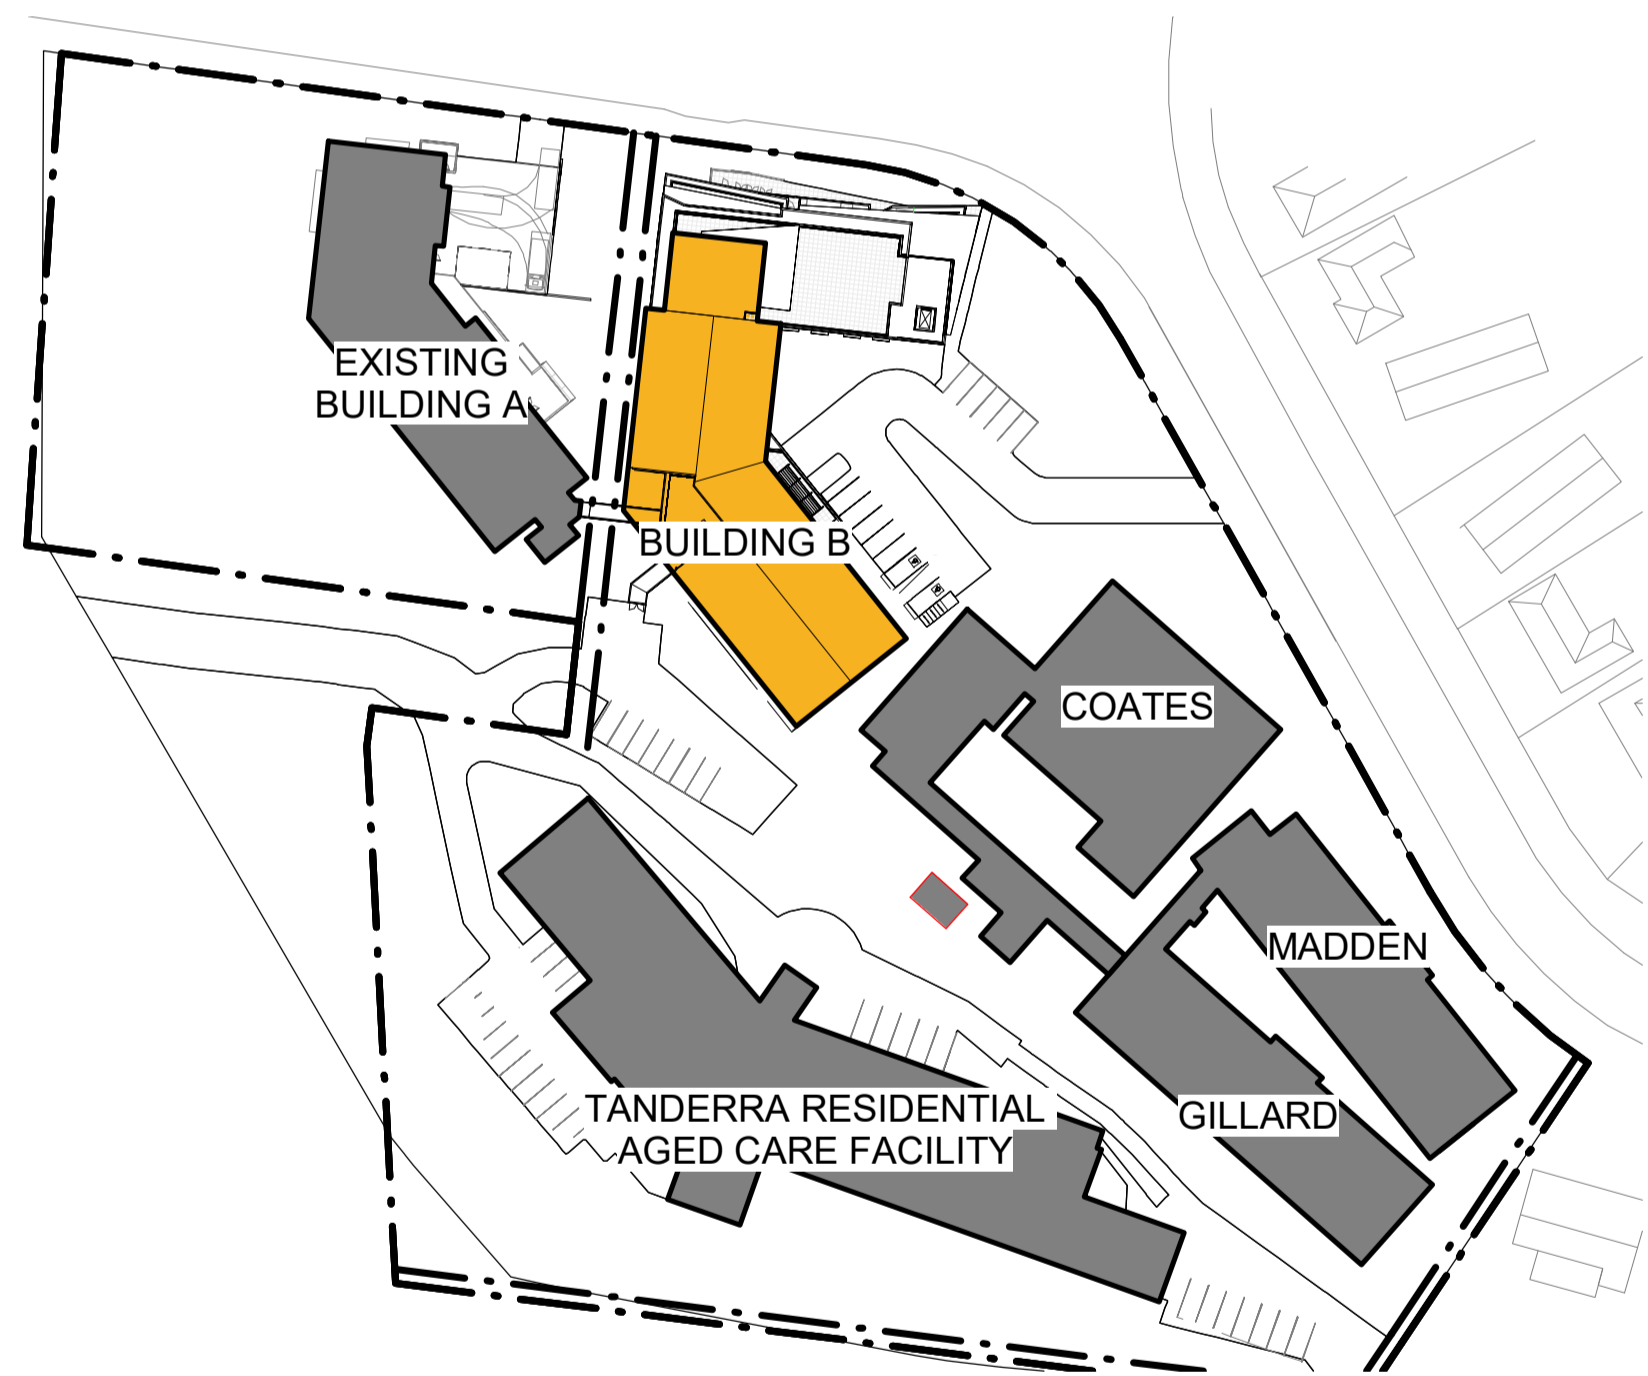 EXISTING
BUILDING A
BUILDING B
COATES
MADDEN
GILLARD
TANDERRA RESIDENTIAL
AGED CARE FACILITY